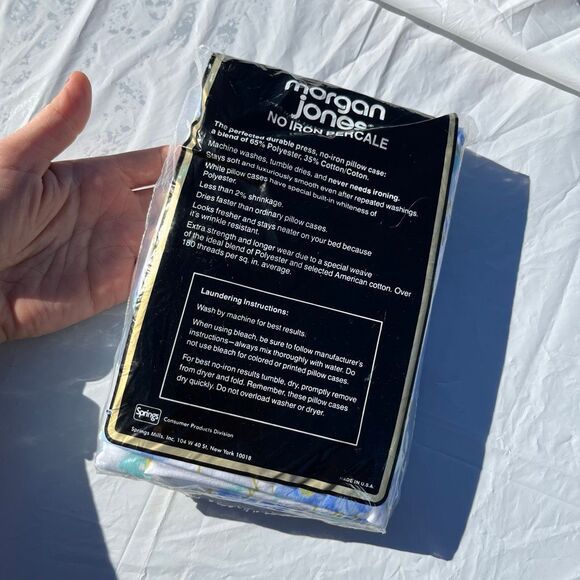 morgan
jones
NO IRON PERCALE
The perfected durable press, no-iron pillow case:
a blend of 65% Polyester, 35% Cotton/Coton.
Machine washes, tumble dries, and never needs ironing.
Stays soft and luxuriously smooth even after repeated washings.
White pillow cases have special built-in whiteness of
Polyester.
Less than 2% shrinkage.
Dries faster than ordinary pillow cases.
Looks fresher and stays neater on your bed because
it's wrinkle resistant.
Extra strength and longer wear due to a special weave
of the ideal blend of Polyester and selected American cotton. Over
180 threads per sq. in. average.
Laundering Instructions:
Wash by machine for best results.
When using bleach, be sure to follow manufacturer's
instructions—always mix thoroughly with water. Do
not use bleach for colored or printed pillow cases.
For best no-iron results tumble, dry, promptly remove
from dryer and fold. Remember, these pillow cases
dry quickly. Do not overload washer or dryer.
Springs
Consumer Products Division
Springs Mills, Inc. 104 W 40 St. New York 10018
MADE IN U.S.A.